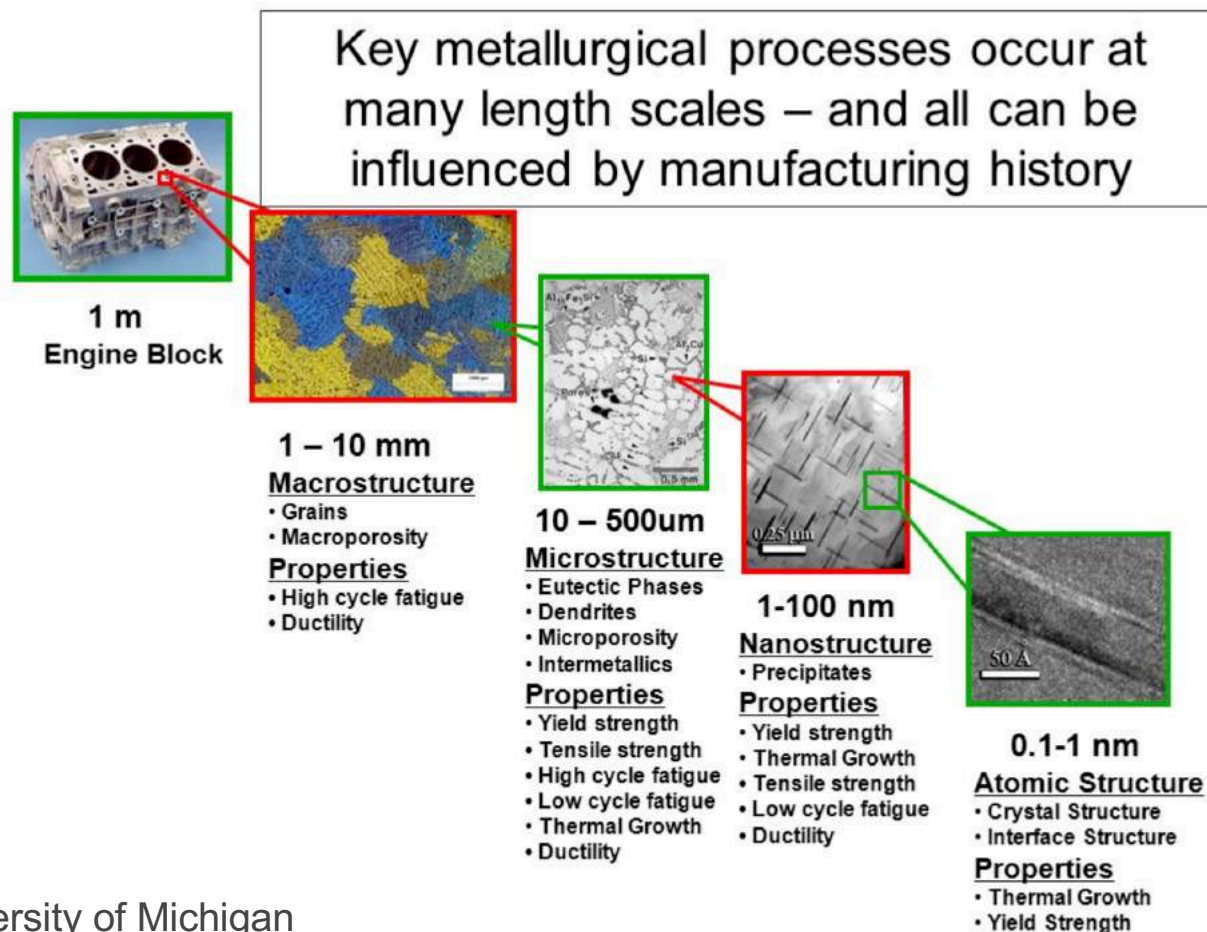 Key metallurgical processes occur at
many length scales – and all can be
influenced by manufacturing history
1 m
Engine Block
1 – 10 mm
Macrostructure
• Grains
• Macroporosity
Properties
• High cycle fatigue
• Ductility
Pores
Si
Al2Cu
Si
0.5 mm
10 – 500um
Microstructure
• Eutectic Phases
• Dendrites
• Microporosity
• Intermetallics
Properties
• Yield strength
• Tensile strength
• High cycle fatigue
• Low cycle fatigue
• Thermal Growth
• Ductility
0.25 µm
1-100 nm
Nanostructure
• Precipitates
Properties
• Yield strength
• Thermal Growth
• Tensile strength
• Low cycle fatigue
• Ductility
50 Å
0.1-1 nm
Atomic Structure
• Crystal Structure
• Interface Structure
Properties
• Thermal Growth
• Yield Strength
ersity of Michigan